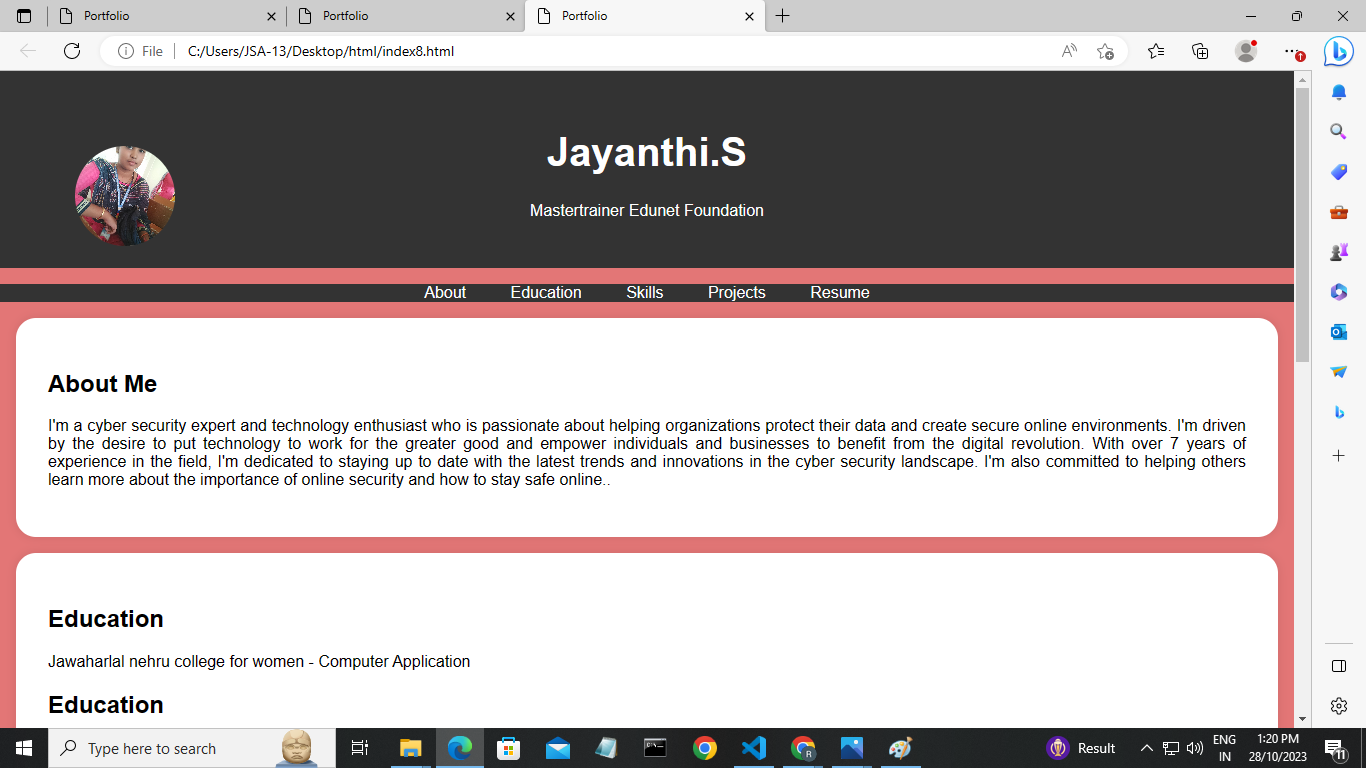 Portfolio
Portfolio
Portfolio
File
C:/Users/JSA-13/Desktop/html/index8.html
Jayanthi.S
Mastertrainer Edunet Foundation
About Education Skills Projects Resume
About Me
I'm a cyber security expert and technology enthusiast who is passionate about helping organizations protect their data and create secure online environments. I'm driven
by the desire to put technology to work for the greater good and empower individuals and businesses to benefit from the digital revolution. With over 7 years of
experience in the field, I'm dedicated to staying up to date with the latest trends and innovations in the cyber security landscape. I'm also committed to helping others
learn more about the importance of online security and how to stay safe online..
Education
Jawaharlal nehru college for women - Computer Application
Education
Type here to search
Result
ENG
IN
1:20 PM
28/10/2023
11